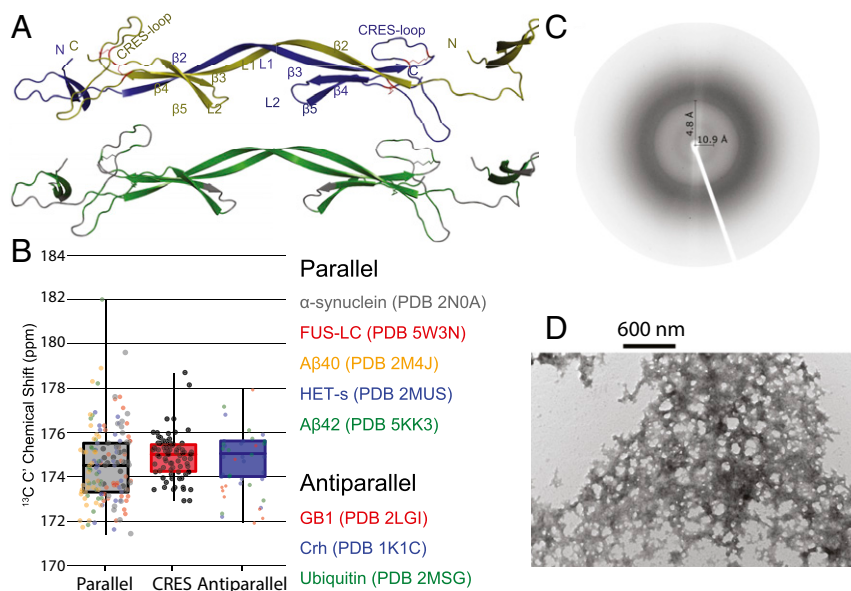 A
N
C
CRES-loop
β2
β4
β3
β5
L2
L1
L1
β2
β3
L2
β4
β5
CRES-loop
C
N
B
184
182
180
178
176
174
172
170
¹³C C' Chemical Shift (ppm)
Parallel
CRES
Antiparallel
Parallel
α-synuclein (PDB 2N0A)
FUS-LC (PDB 5W3N)
Aβ40 (PDB 2M4J)
HET-s (PDB 2MUS)
Aβ42 (PDB 5KK3)
Antiparallel
GB1 (PDB 2LGI)
Crh (PDB 1K1C)
Ubiquitin (PDB 2MSG)
C
4.8 Å
10.9 Å
D
600 nm